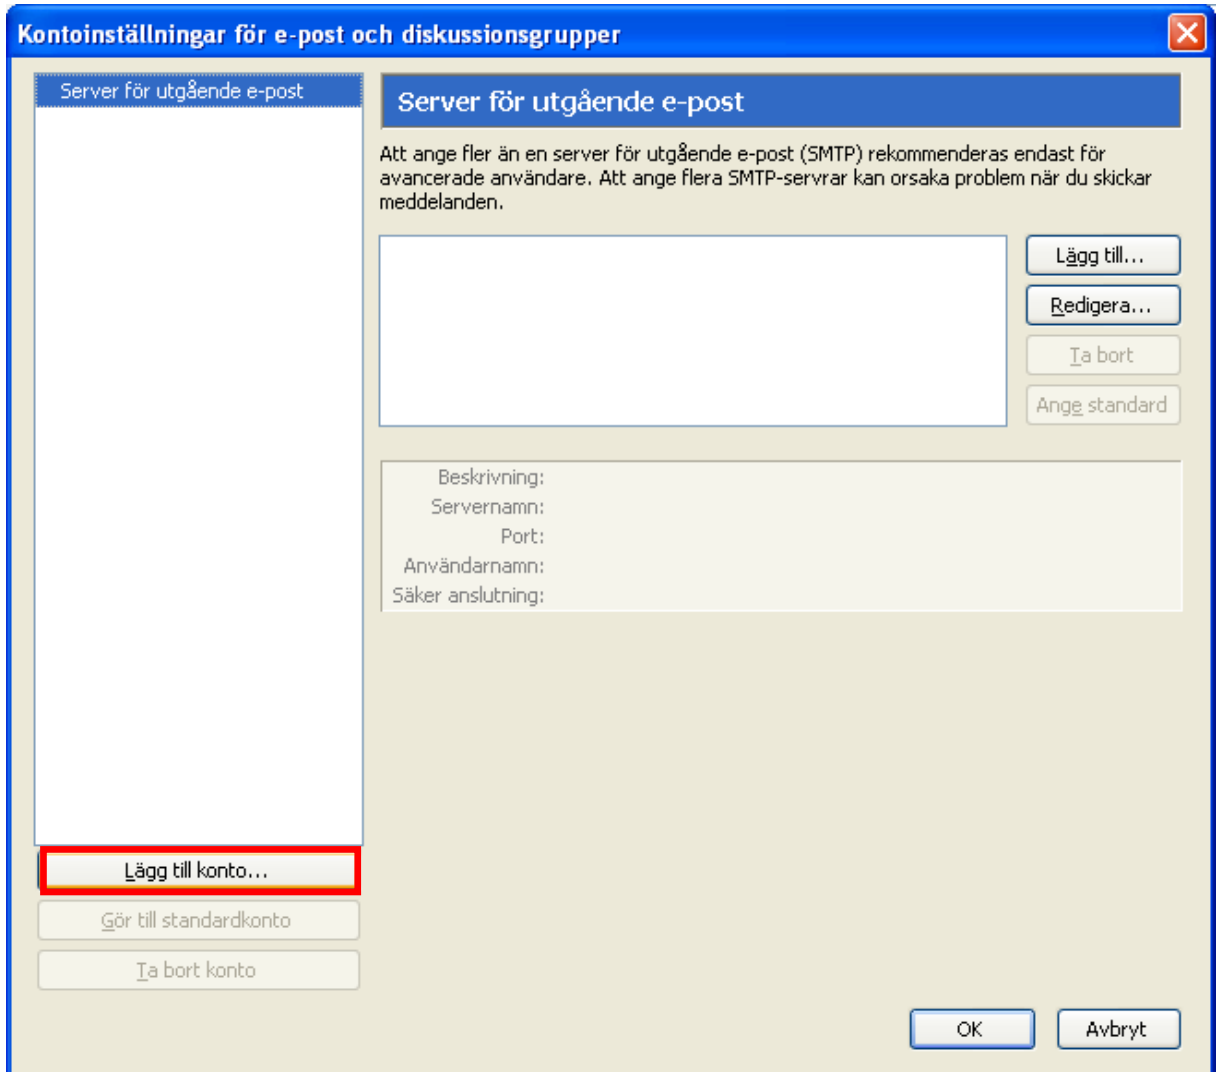 Kontoinställningar för e-post och diskussionsgrupper
Server för utgående e-post
Server för utgående e-post
Att ange fler än en server för utgående e-post (SMTP) rekommenderas endast för
avancerade användare. Att ange flera SMTP-servrar kan orsaka problem när du skickar
meddelanden.
Lägg till...
Redigera...
Ta bort
Ange standard
Beskrivning:
Servernamn:
Port:
Användarnamn:
Säker anslutning:
Lägg till konto...
Gör till standardkonto
Ta bort konto
OK
Avbryt